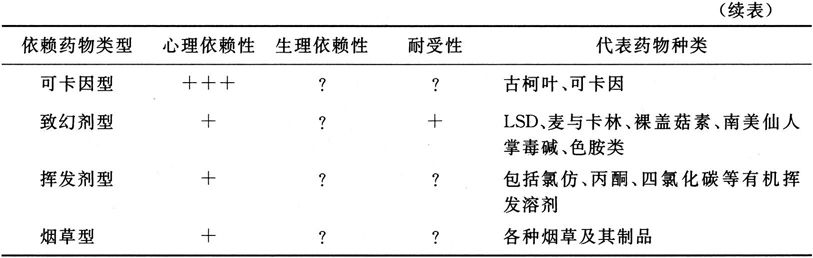 （续表）
依赖药物类型 心理依赖性 生理依赖性 耐受性 代表药物种类
可卡因型 +++ ? ? 古柯叶、可卡因
致幻剂型 + ? + LSD、麦与卡林、裸盖菇素、南美仙人
掌毒碱、色胺类
挥发剂型 + ? ? 包括氯仿、丙酮、四氯化碳等有机挥
发溶剂
烟草型 + ? ? 各种烟草及其制品